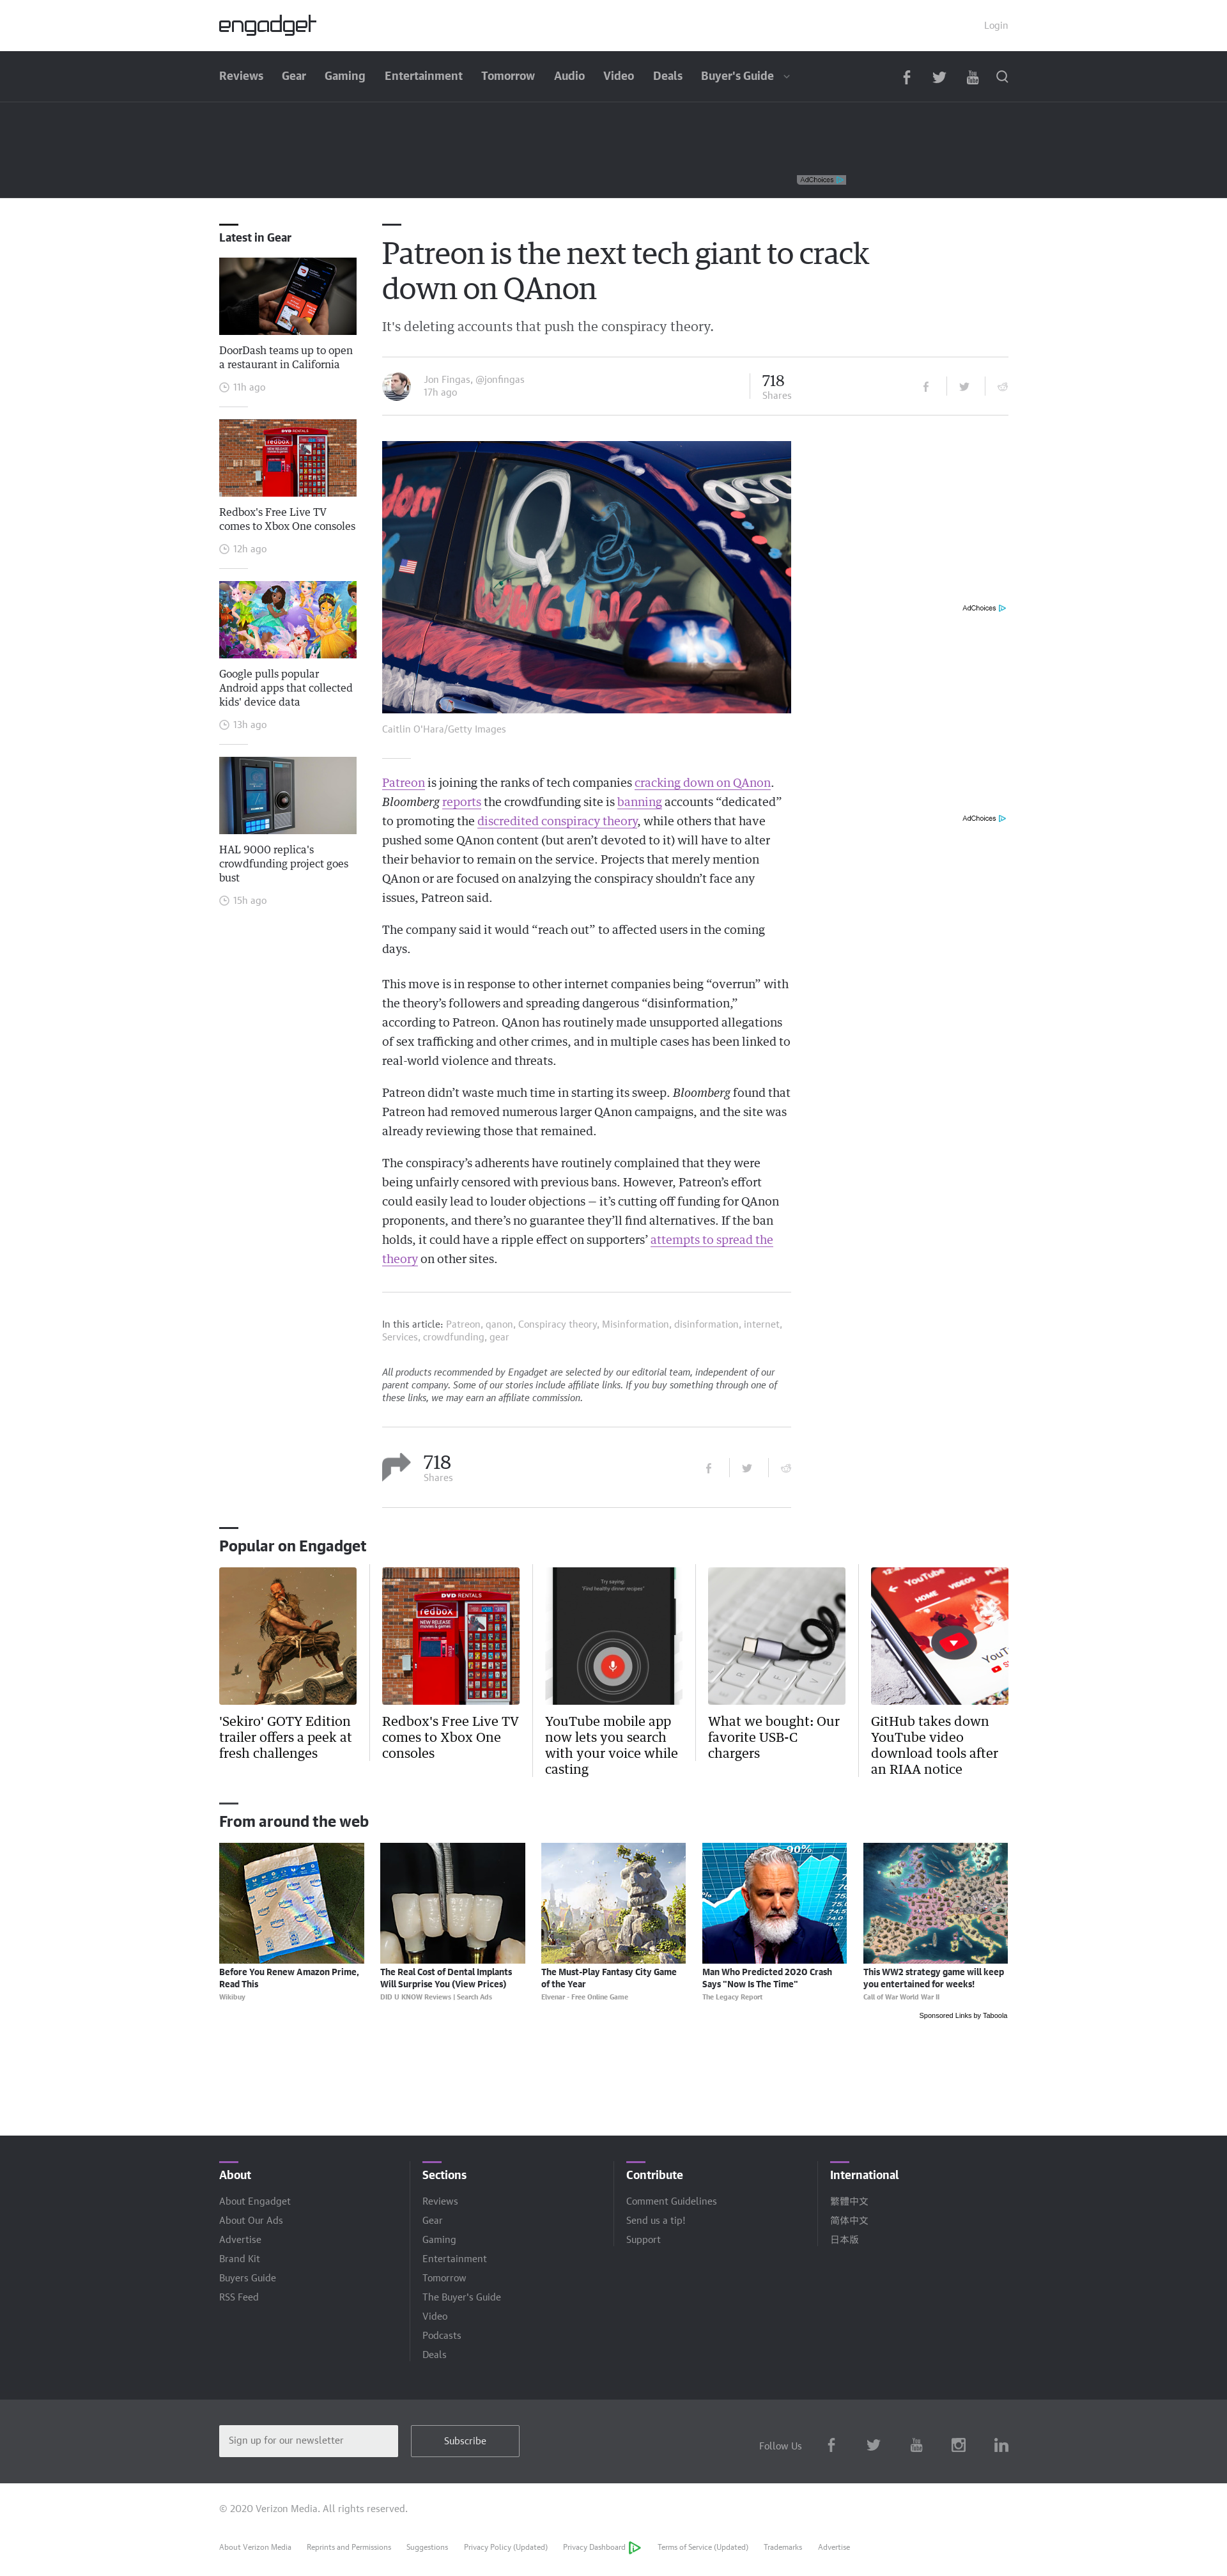 engadget
Login
Reviews Gear Gaming Entertainment Tomorrow Audio Video Deals Buyer's Guide
AdChoices
Latest in Gear
DoorDash teams up to open
a restaurant in California
11h ago
DVD RENTALS
redbox
NEW RELEASE
Redbox's Free Live TV
comes to Xbox One consoles
12h ago
Google pulls popular
Android apps that collected
kids' device data
13h ago
HAL 9000 replica's
crowdfunding project goes
bust
15h ago
Patreon is the next tech giant to crack
down on QAnon
It's deleting accounts that push the conspiracy theory.
Jon Fingas, @jonfingas
17h ago
718
Shares
Q
Caitlin O'Hara/Getty Images
AdChoices
AdChoices
Patreon is joining the ranks of tech companies cracking down on QAnon.
Bloomberg reports the crowdfunding site is banning accounts “dedicated”
to promoting the discredited conspiracy theory, while others that have
pushed some QAnon content (but aren’t devoted to it) will have to alter
their behavior to remain on the service. Projects that merely mention
QAnon or are focused on analzying the conspiracy shouldn’t face any
issues, Patreon said.
The company said it would “reach out” to affected users in the coming
days.
This move is in response to other internet companies being “overrun” with
the theory’s followers and spreading dangerous “disinformation,”
according to Patreon. QAnon has routinely made unsupported allegations
of sex trafficking and other crimes, and in multiple cases has been linked to
real-world violence and threats.
Patreon didn’t waste much time in starting its sweep. Bloomberg found that
Patreon had removed numerous larger QAnon campaigns, and the site was
already reviewing those that remained.
The conspiracy’s adherents have routinely complained that they were
being unfairly censored with previous bans. However, Patreon’s effort
could easily lead to louder objections — it’s cutting off funding for QAnon
proponents, and there’s no guarantee they’ll find alternatives. If the ban
holds, it could have a ripple effect on supporters’ attempts to spread the
theory on other sites.
In this article: Patreon, qanon, Conspiracy theory, Misinformation, disinformation, internet,
Services, crowdfunding, gear
All products recommended by Engadget are selected by our editorial team, independent of our
parent company. Some of our stories include affiliate links. If you buy something through one of
these links, we may earn an affiliate commission.
718
Shares
Popular on Engadget
'Sekiro' GOTY Edition
trailer offers a peek at
fresh challenges
DVD RENTALS
redbox
NEW RELEASE
movies & games
Redbox's Free Live TV
comes to Xbox One
consoles
Try saying:
"Find healthy dinner recipes"
YouTube mobile app
now lets you search
with your voice while
casting
What we bought: Our
favorite USB-C
chargers
YouTube
HOME
VIDEOS
GitHub takes down
YouTube video
download tools after
an RIAA notice
From around the web
Before You Renew Amazon Prime,
Read This
Wikibuy
The Real Cost of Dental Implants
Will Surprise You (View Prices)
DID U KNOW Reviews | Search Ads
The Must-Play Fantasy City Game
of the Year
Elvenar - Free Online Game
90%
Man Who Predicted 2020 Crash
Says "Now Is The Time"
The Legacy Report
This WW2 strategy game will keep
you entertained for weeks!
Call of War World War II
Sponsored Links by Taboola
About
About Engadget
About Our Ads
Advertise
Brand Kit
Buyers Guide
RSS Feed
Sections
Reviews
Gear
Gaming
Entertainment
Tomorrow
The Buyer's Guide
Video
Podcasts
Deals
Contribute
Comment Guidelines
Send us a tip!
Support
International
繁體中文
简体中文
日本版
Sign up for our newsletter
Subscribe
Follow Us
© 2020 Verizon Media. All rights reserved.
About Verizon Media Reprints and Permissions Suggestions Privacy Policy (Updated) Privacy Dashboard Terms of Service (Updated) Trademarks Advertise